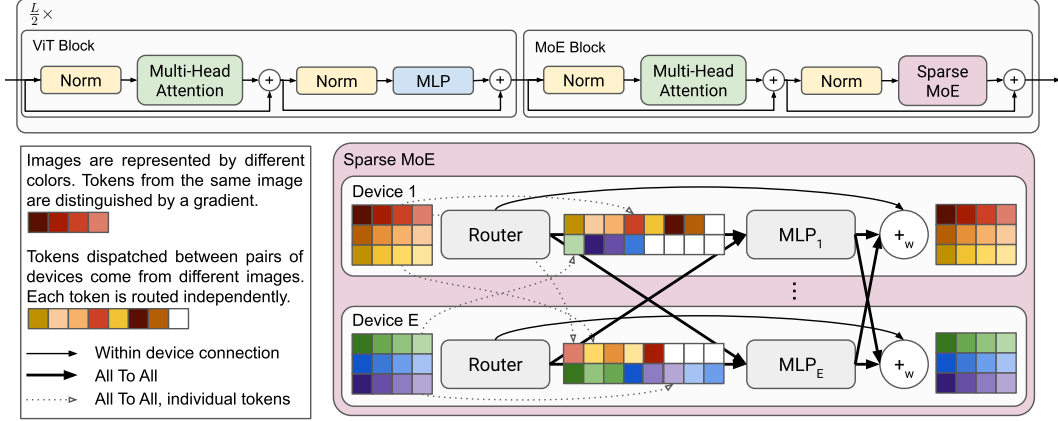 L/2 ×
ViT Block
Norm
Multi-Head
Attention
+
Norm
MLP
+
MoE Block
Norm
Multi-Head
Attention
+
Norm
Sparse
MoE
+
Images are represented by different
colors. Tokens from the same image
are distinguished by a gradient.
Tokens dispatched between pairs of
devices come from different images.
Each token is routed independently.
Within device connection
All To All
All To All, individual tokens
Sparse MoE
Device 1
Router
MLP₁
+w
⋮
Device E
Router
MLP_E
+w